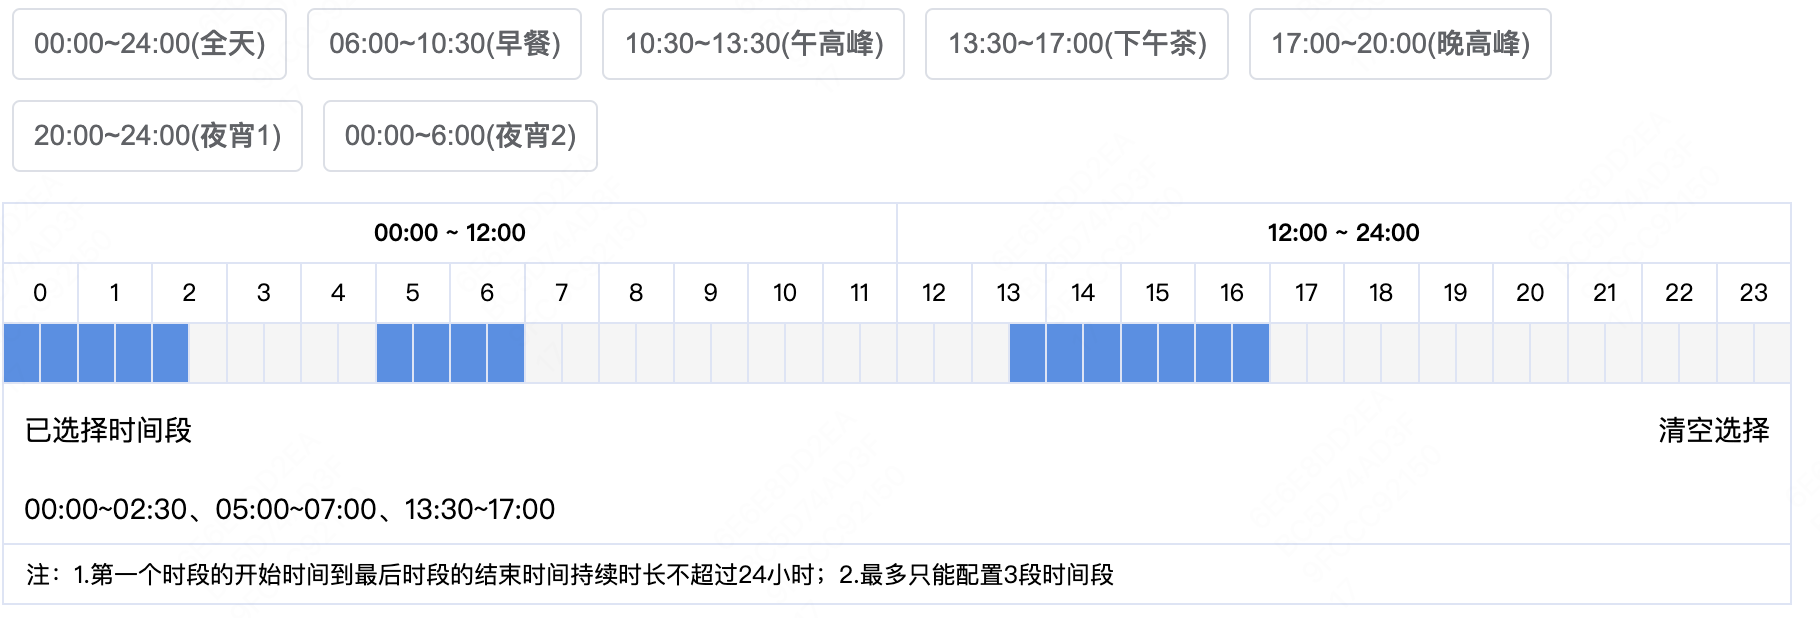 00:00~24:00(全天) 06:00~10:30(早餐) 10:30~13:30(午高峰) 13:30~17:00(下午茶) 17:00~20:00(晚高峰)
20:00~24:00(夜宵1) 00:00~6:00(夜宵2)
00:00 ~ 12:00 12:00 ~ 24:00
0 1 2 3 4 5 6 7 8 9 10 11 12 13 14 15 16 17 18 19 20 21 22 23
已选择时间段 清空选择
00:00~02:30、05:00~07:00、13:30~17:00
注：1.第一个时段的开始时间到最后时段的结束时间持续时长不超过24小时；2.最多只能配置3段时间段